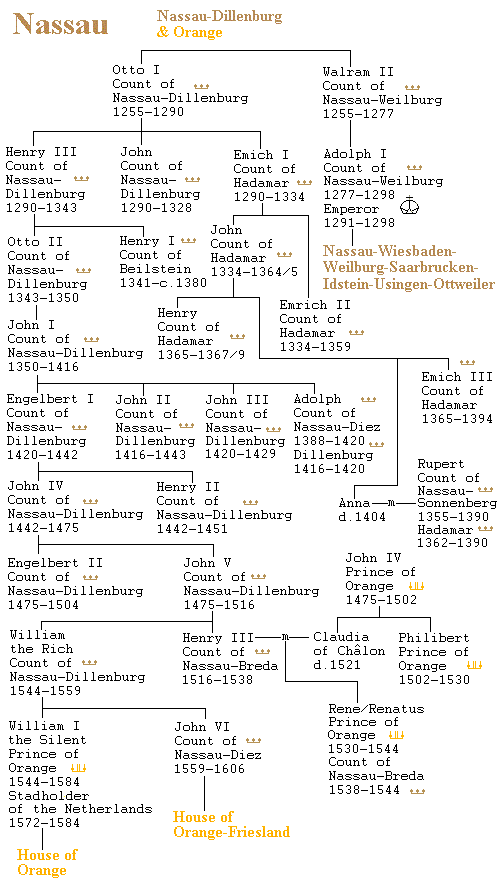 Nassau
Nassau-Dillenburg
& Orange
Otto I
Count of
Nassau-Dillenburg
1255-1290
Walram II
Count of
Nassau-Weilburg
1255-1277
Henry III
Count of
Nassau-
Dillenburg
1290-1343
John
Count of
Nassau-
Dillenburg
1290-1328
Emich I
Count of
Hadamar
1290-1334
Adolph I
Count of
Nassau-Weilburg
1277-1298
Emperor
1291-1298
Nassau-Wiesbaden-
Weilburg-Saarbrucken-
Idstein-Usingen-Ottweiler
Otto II
Count of
Nassau-
Dillenburg
1343-1350
Henry I
Count of
Beilstein
1341-c.1380
John
Count of
Hadamar
1334-1364/5
Emrich II
Count of
Hadamar
1334-1359
Henry
Count of
Hadamar
1365-1367/9
John I
Count of
Nassau-Dillenburg
1350-1416
Emich III
Count of
Hadamar
1365-1394
Engelbert I
Count of
Nassau-
Dillenburg
1420-1442
John II
Count of
Nassau-
Dillenburg
1416-1443
John III
Count of
Nassau-
Dillenburg
1420-1429
Adolph
Count of
Nassau-Diez
1388-1420
Dillenburg
1416-1420
Anna
d.1404
m
Rupert
Count of
Nassau-
Sonnenberg
1355-1390
Hadamar
1362-1390
John IV
Count of
Nassau-Dillenburg
1442-1475
Henry II
Count of
Nassau-Dillenburg
1442-1451
Engelbert II
Count of
Nassau-Dillenburg
1475-1504
John V
Count of
Nassau-Dillenburg
1475-1516
John IV
Prince of
Orange
1475-1502
William
the Rich
Count of
Nassau-Dillenburg
1544-1559
Henry III
Count of
Nassau-Breda
1516-1538
m
Claudia
of Châlon
d.1521
Philibert
Prince of
Orange
1502-1530
Rene/Renatus
Prince of
Orange
1530-1544
Count of
Nassau-Breda
1538-1544
William I
the Silent
Prince of
Orange
1544-1584
Stadholder
of the Netherlands
1572-1584
John VI
Count of
Nassau-Diez
1559-1606
House of
Orange-Friesland
House of
Orange